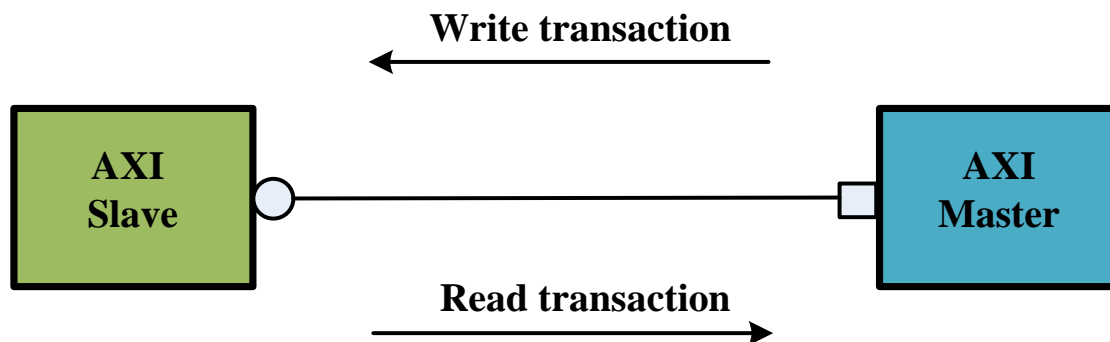 Write transaction
AXI
Slave
AXI
Master
Read transaction